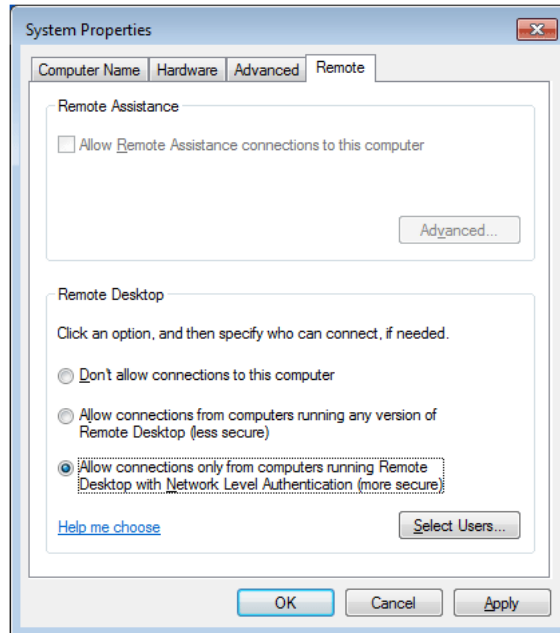 System Properties
Computer Name Hardware Advanced Remote
Remote Assistance
Allow Remote Assistance connections to this computer
Advanced...
Remote Desktop
Click an option, and then specify who can connect, if needed.
Don't allow connections to this computer
Allow connections from computers running any version of
Remote Desktop (less secure)
Allow connections only from computers running Remote
Desktop with Network Level Authentication (more secure)
Help me choose Select Users...
OK Cancel Apply